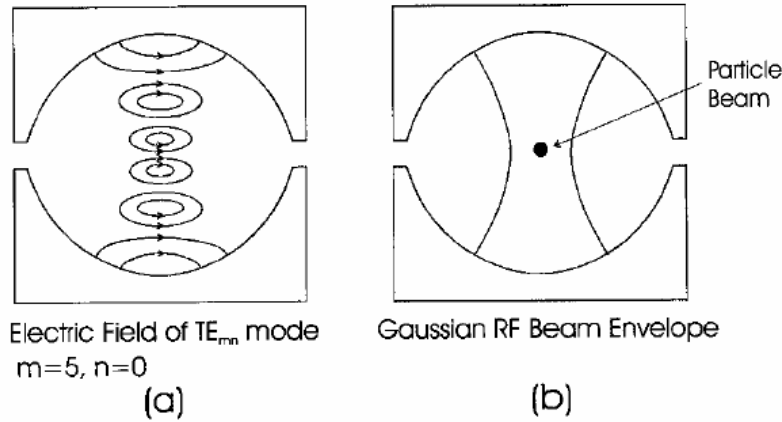 Particle
Beam
Electric Field of TEmn mode
m=5, n=0
(a)
Gaussian RF Beam Envelope
(b)